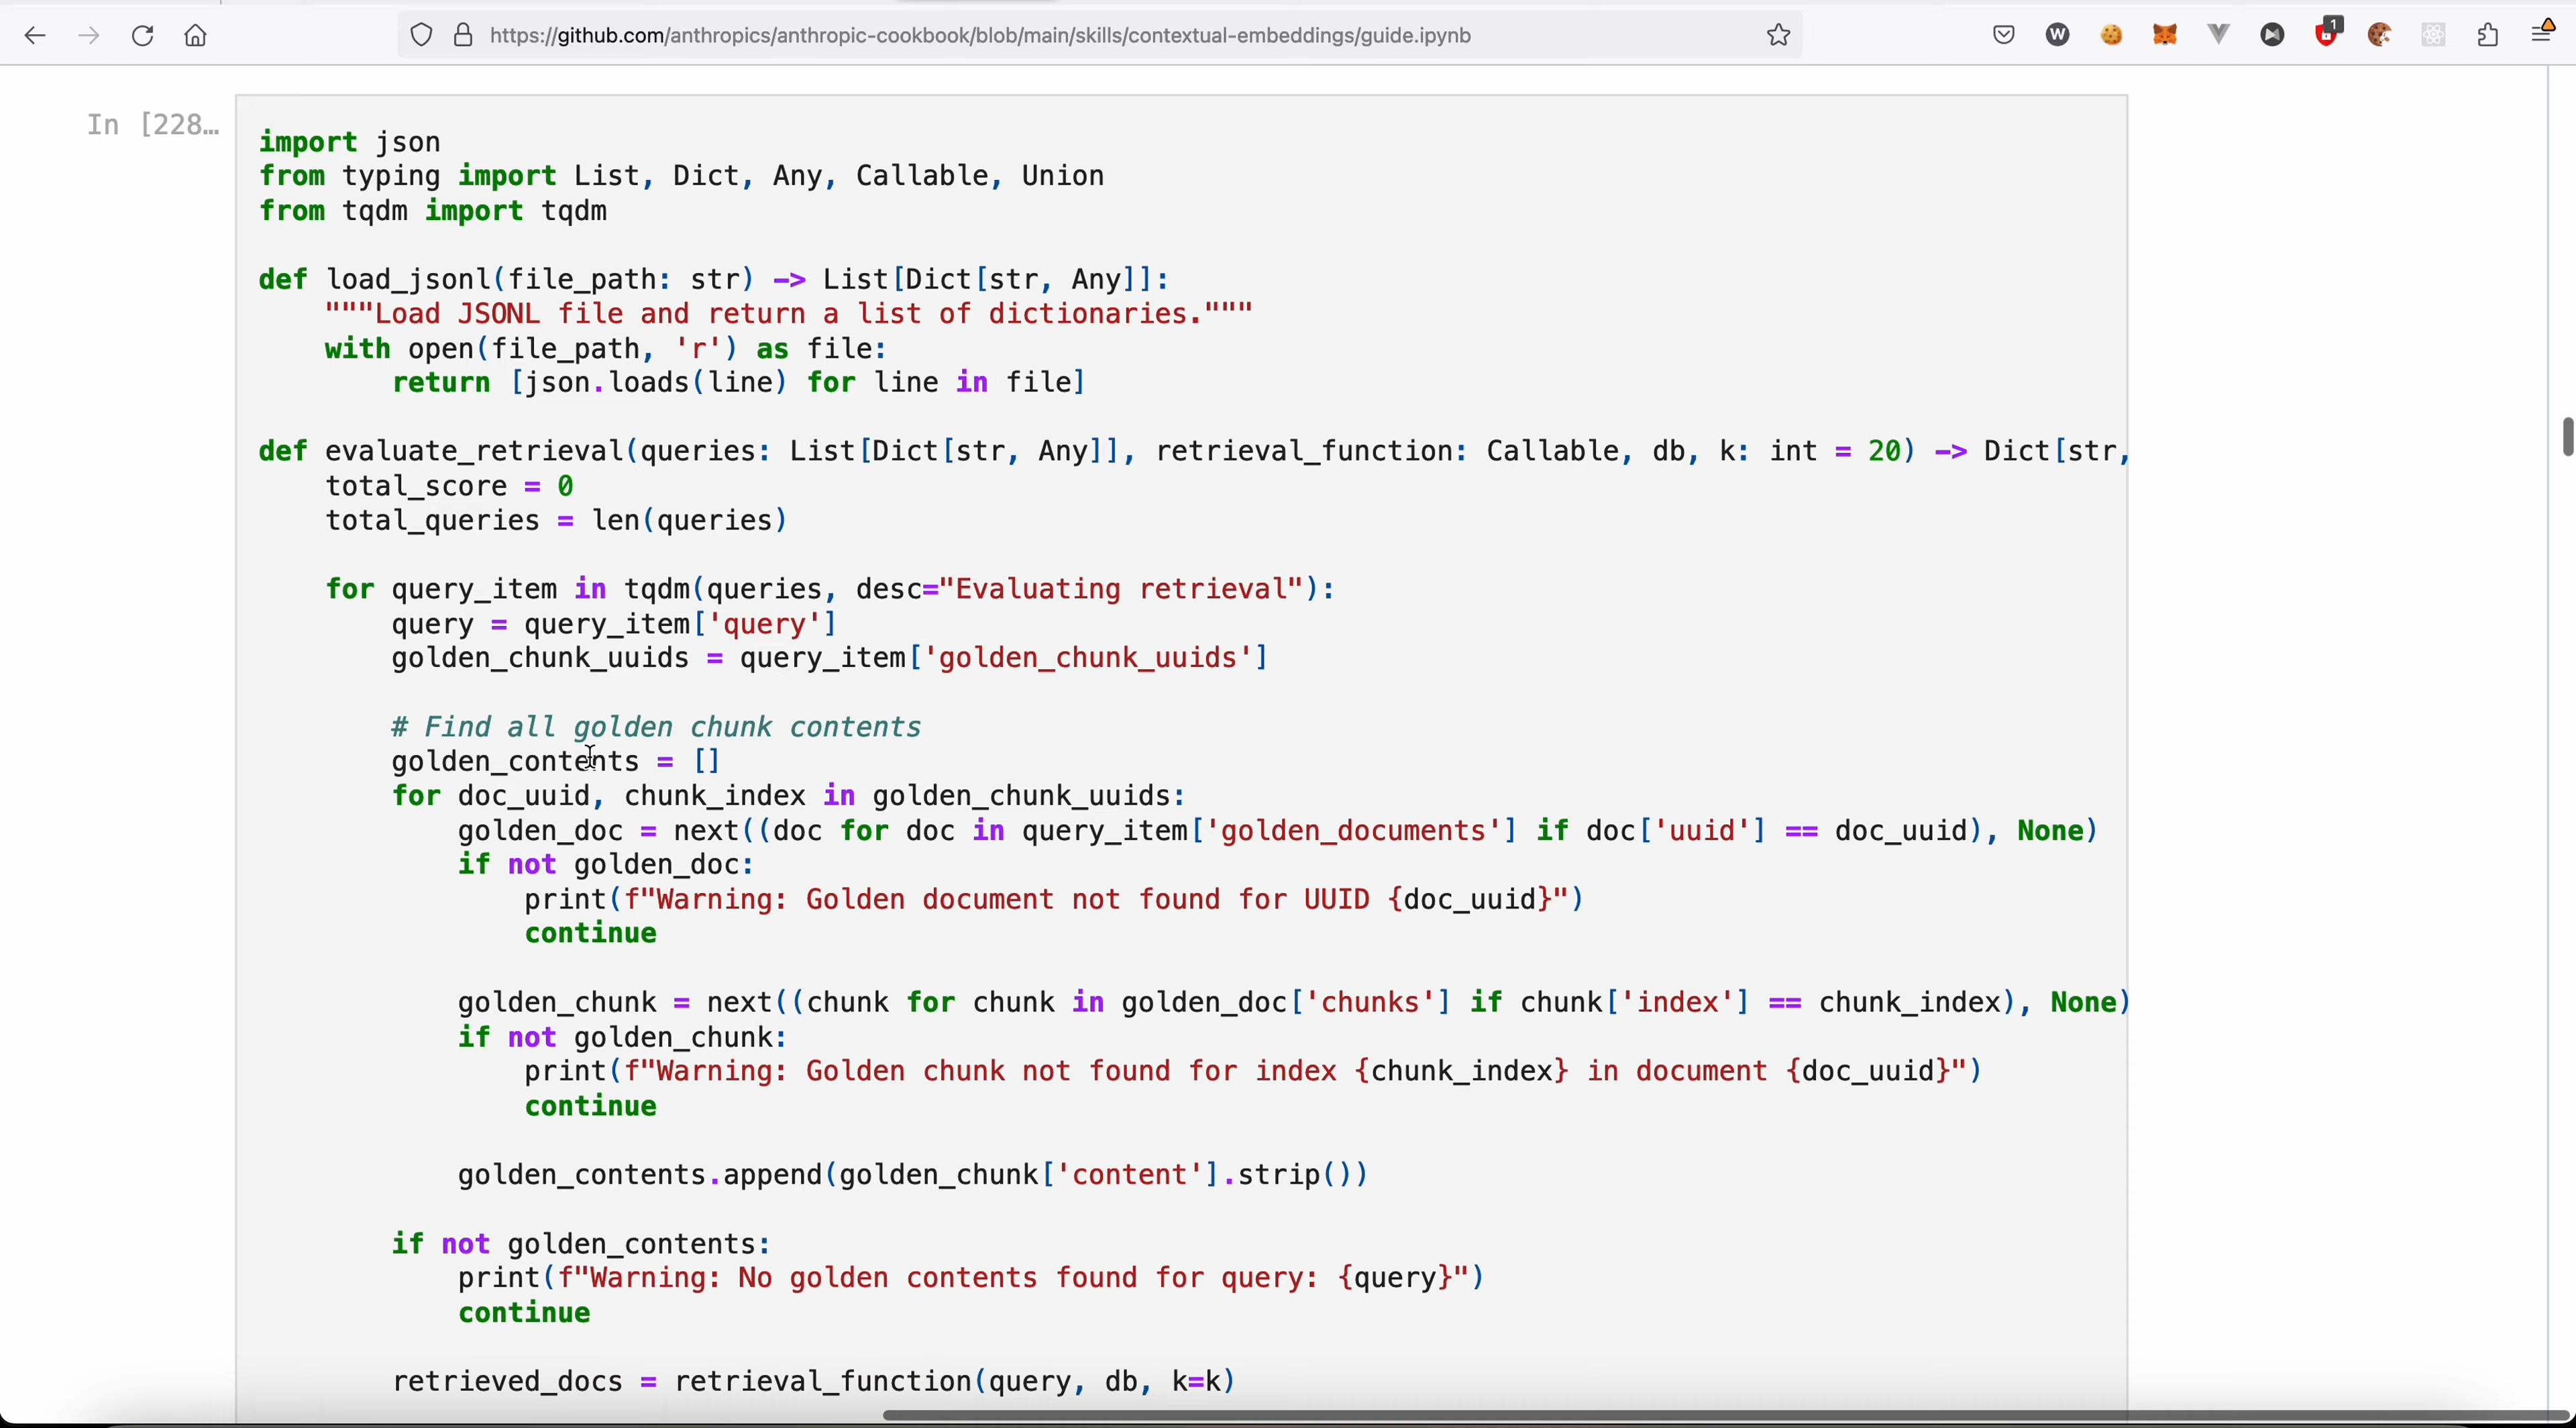 https://github.com/anthropics/anthropic-cookbook/blob/main/skills/contextual-embeddings/guide.ipynb
W
1
In [228…
import json
from typing import List, Dict, Any, Callable, Union
from tqdm import tqdm
def load_jsonl(file_path: str) -> List[Dict[str, Any]]:
"""Load JSONL file and return a list of dictionaries."""
with open(file_path, 'r') as file:
return [json.loads(line) for line in file]
def evaluate_retrieval(queries: List[Dict[str, Any]], retrieval_function: Callable, db, k: int = 20) -> Dict[str,
total_score = 0
total_queries = len(queries)
for query_item in tqdm(queries, desc="Evaluating retrieval"):
query = query_item['query']
golden_chunk_uuids = query_item['golden_chunk_uuids']
# Find all golden chunk contents
golden_contents = []
for doc_uuid, chunk_index in golden_chunk_uuids:
golden_doc = next((doc for doc in query_item['golden_documents'] if doc['uuid'] == doc_uuid), None)
if not golden_doc:
print(f"Warning: Golden document not found for UUID {doc_uuid}")
continue
golden_chunk = next((chunk for chunk in golden_doc['chunks'] if chunk['index'] == chunk_index), None)
if not golden_chunk:
print(f"Warning: Golden chunk not found for index {chunk_index} in document {doc_uuid}")
continue
golden_contents.append(golden_chunk['content'].strip())
if not golden_contents:
print(f"Warning: No golden contents found for query: {query}")
continue
retrieved_docs = retrieval_function(query, db, k=k)